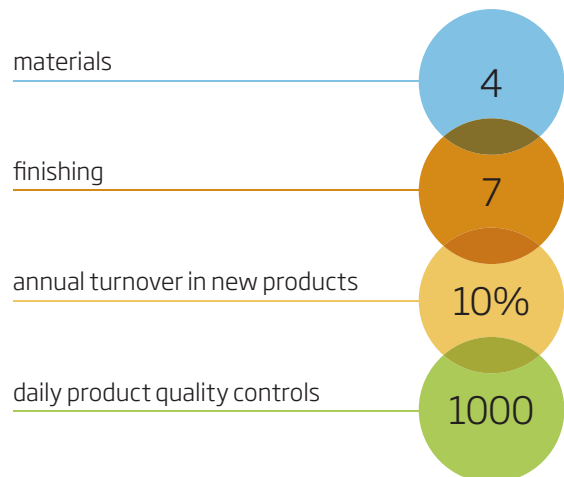 materials
4
finishing
7
annual turnover in new products
10%
daily product quality controls
1000